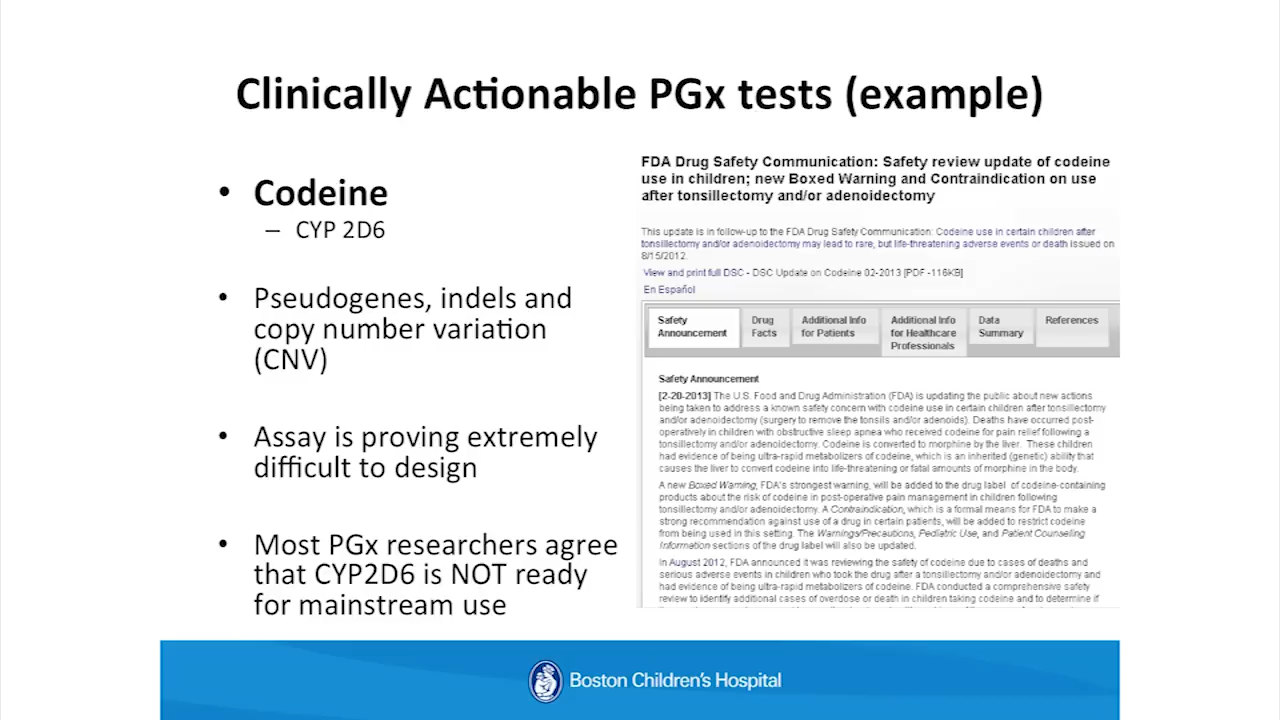 Clinically Actionable PGx tests (example)
• Codeine
– CYP 2D6
• Pseudogenes, indels and
copy number variation
(CNV)
• Assay is proving extremely
difficult to design
• Most PGx researchers agree
that CYP2D6 is NOT ready
for mainstream use
FDA Drug Safety Communication: Safety review update of codeine
use in children; new Boxed Warning and Contraindication on use
after tonsillectomy and/or adenoidectomy
This update is in follow-up to the FDA Drug Safety Communication: Codeine use in certain children after
tonsillectomy and/or adenoidectomy may lead to rare, but life-threatening adverse events or death issued on
8/15/2012.
View and print full DSC - DSC Update on Codeine 02-2013 [PDF -116KB]
En Español
Safety
Announcement
Drug
Facts
Additional Info
for Patients
Additional Info
for Healthcare
Professionals
Data
Summary
References
Safety Announcement
[2-20-2013] The U.S. Food and Drug Administration (FDA) is updating the public about new actions
being taken to address a known safety concern with codeine use in certain children after tonsillectomy
and/or adenoidectomy (surgery to remove the tonsils and/or adenoids). Deaths have occurred post-
operatively in children with obstructive sleep apnea who received codeine for pain relief following a
tonsillectomy and/or adenoidectomy. Codeine is converted to morphine by the liver. These children
had evidence of being ultra-rapid metabolizers of codeine, which is an inherited (genetic) ability that
causes the liver to convert codeine into life-threatening or fatal amounts of morphine in the body.
A new Boxed Warning, FDA's strongest warning, will be added to the drug label of codeine-containing
products about the risk of codeine in post-operative pain management in children following
tonsillectomy and/or adenoidectomy. A Contraindication, which is a formal means for FDA to make a
strong recommendation against use of a drug in certain patients, will be added to restrict codeine
from being used in this setting. The Warnings/Precautions, Pediatric Use, and Patient Counseling
Information sections of the drug label will also be updated.
In August 2012, FDA announced it was reviewing the safety of codeine due to cases of deaths and
serious adverse events in children who took the drug after a tonsillectomy and/or adenoidectomy and
had evidence of being ultra-rapid metabolizers of codeine. FDA conducted a comprehensive safety
review to identify additional cases of overdose or death in children taking codeine and to determine if
Boston Children's Hospital